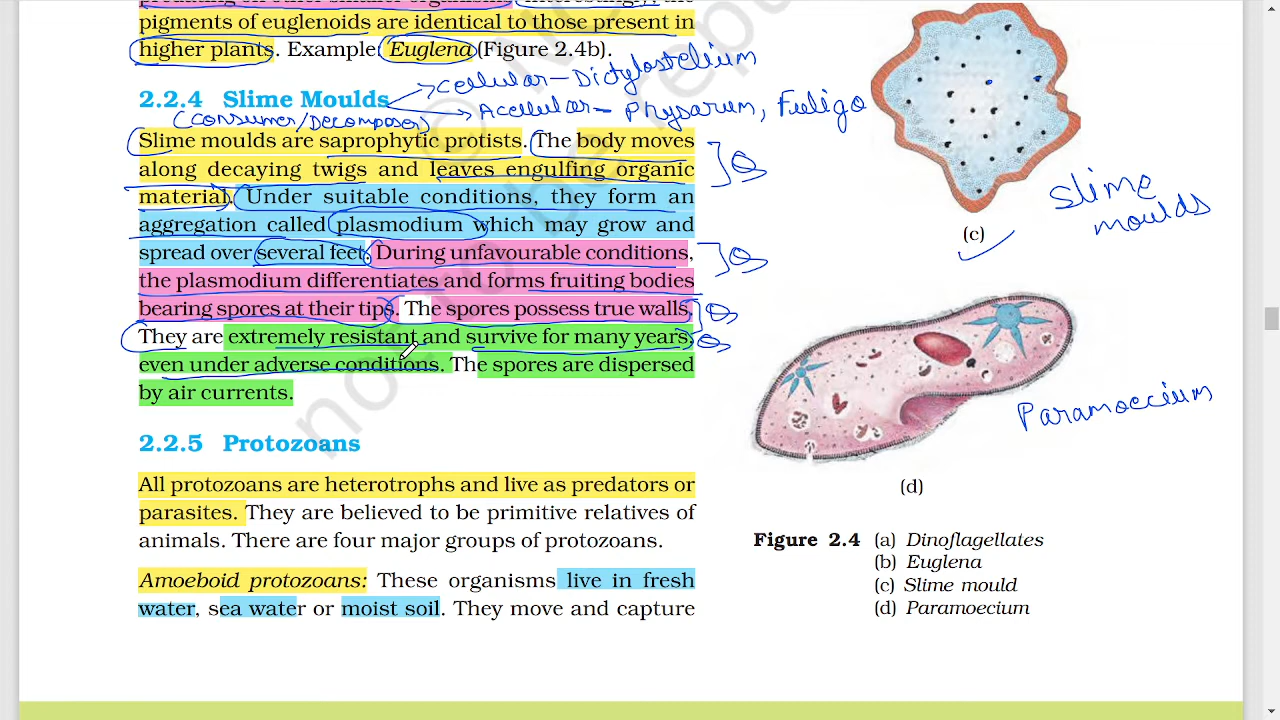 pigments of euglenoids are identical to those present in
higher plants. Example: Euglena (Figure 2.4b).
2.2.4 Slime Moulds
Cellular - Dictylostelium
Acellular - Physarum, Fuligo
(Consumer/Decomposer)
Slime moulds are saprophytic protists. The body moves
along decaying twigs and leaves engulfing organic
material. Under suitable conditions, they form an
aggregation called plasmodium which may grow and
spread over several feet. During unfavourable conditions,
the plasmodium differentiates and forms fruiting bodies
bearing spores at their tips. The spores possess true walls.
They are extremely resistant and survive for many years,
even under adverse conditions. The spores are dispersed
by air currents.
2.2.5 Protozoans
All protozoans are heterotrophs and live as predators or
parasites. They are believed to be primitive relatives of
animals. There are four major groups of protozoans.
Amoeboid protozoans: These organisms live in fresh
water, sea water or moist soil. They move and capture
Slime
moulds
(c)
Paramoecium
(d)
Figure 2.4 (a) Dinoflagellates
(b) Euglena
(c) Slime mould
(d) Paramoecium